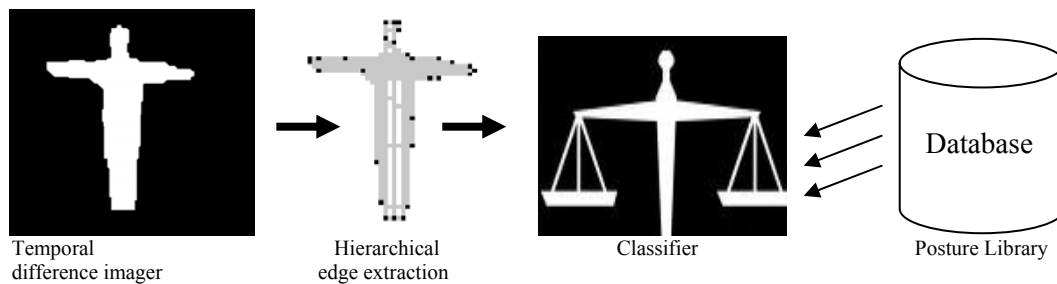 Database
Temporal
difference imager
Hierarchical
edge extraction
Classifier
Posture Library